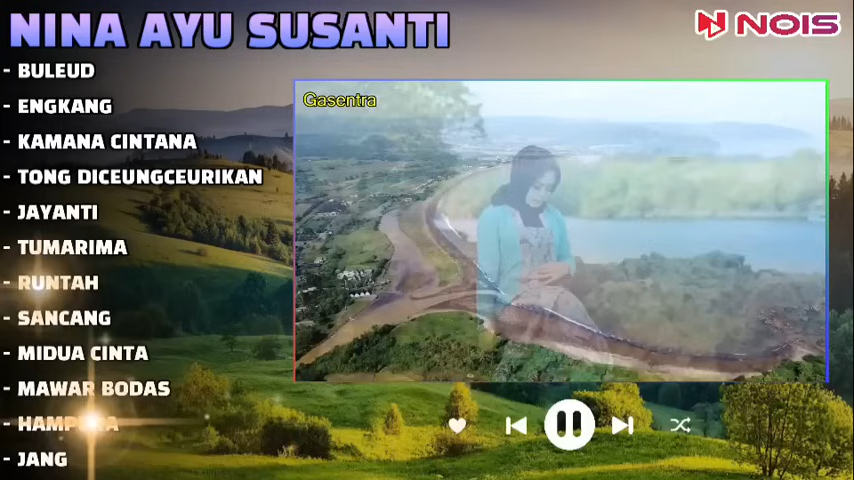 NINA AYU SUSANTI
NOIS
- BULEUD
- ENGKANG
- KAMANA CINTANA
- TONG DICEUNGCEURIKAN
- JAYANTI
- TUMARIMA
- RUNTAH
- SANCANG
- MIDUA CINTA
- MAWAR BODAS
- JANG
Gasentra